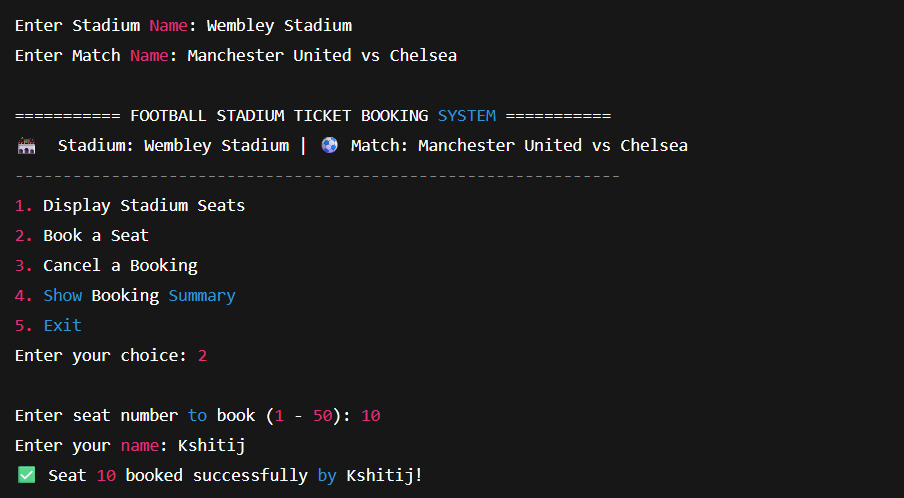 Enter Stadium Name: Wembley Stadium
Enter Match Name: Manchester United vs Chelsea
=========== FOOTBALL STADIUM TICKET BOOKING SYSTEM ===========
🏟️ Stadium: Wembley Stadium | ⚽ Match: Manchester United vs Chelsea
---------------------------------------------------------------
1. Display Stadium Seats
2. Book a Seat
3. Cancel a Booking
4. Show Booking Summary
5. Exit
Enter your choice: 2
Enter seat number to book (1 - 50): 10
Enter your name: Kshitij
✅ Seat 10 booked successfully by Kshitij!